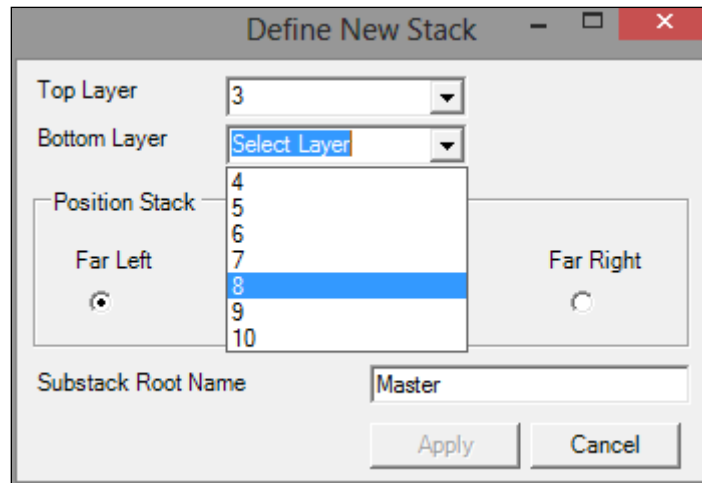 Define New Stack
Top Layer 3
Bottom Layer Select Layer
4
5
6
7
8
9
10
Position Stack
Far Left Far Right
Substack Root Name Master
Apply Cancel